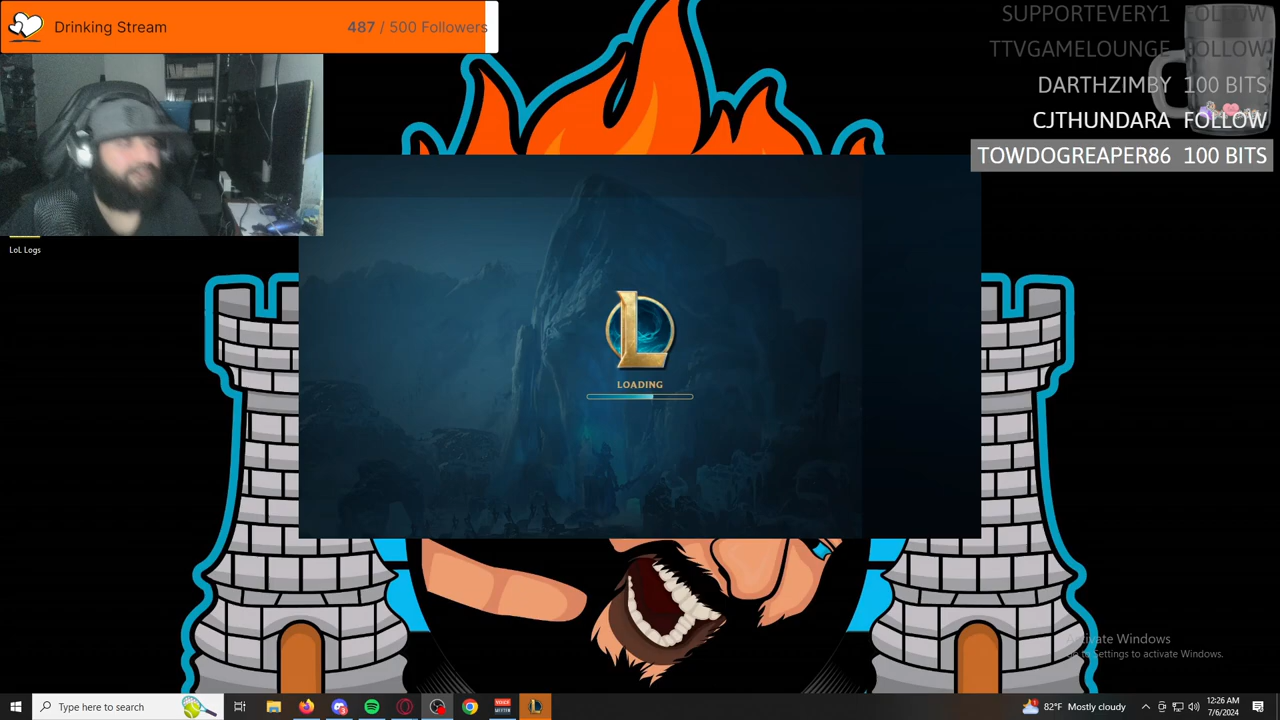 Drinking Stream
487 / 500 Followers
SUPPORTEVERY1 FOLLOW
TTVGAMELOUNGE FOLLOW
DARTHZIMBY 100 BITS
CJTHUNDARA FOLLOW
TOWDOGREAPER86 100 BITS
LoL Logs
LOADING
Activate Windows
Go to Settings to activate Windows.
Type here to search
82°F Mostly cloudy
12:26 AM
7/6/2024